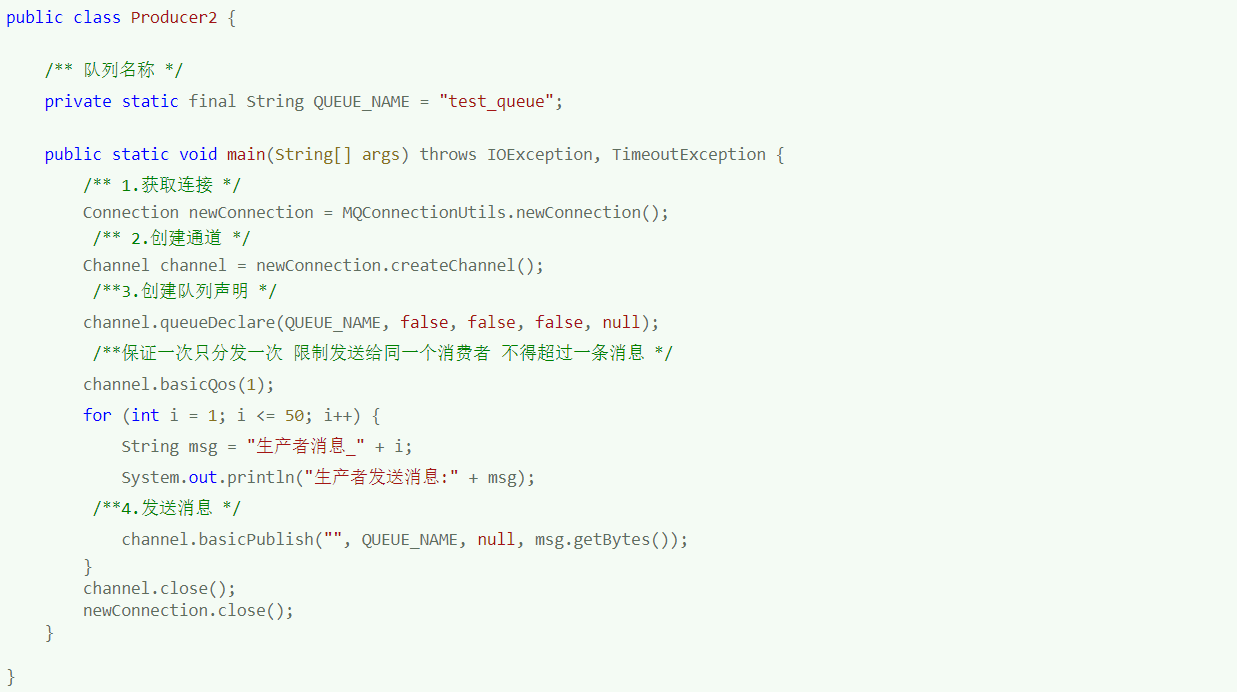 public class Producer2 {
/** 队列名称 */
private static final String QUEUE_NAME = "test_queue";
public static void main(String[] args) throws IOException, TimeoutException {
/** 1.获取连接 */
Connection newConnection = MQConnectionUtils.newConnection();
/** 2.创建通道 */
Channel channel = newConnection.createChannel();
/**3.创建队列声明 */
channel.queueDeclare(QUEUE_NAME, false, false, false, null);
/**保证一次只分发一次 限制发送给同一个消费者 不得超过一条消息 */
channel.basicQos(1);
for (int i = 1; i <= 50; i++) {
String msg = "生产者消息_" + i;
System.out.println("生产者发送消息:" + msg);
/**4.发送消息 */
channel.basicPublish("", QUEUE_NAME, null, msg.getBytes());
}
channel.close();
newConnection.close();
}
}